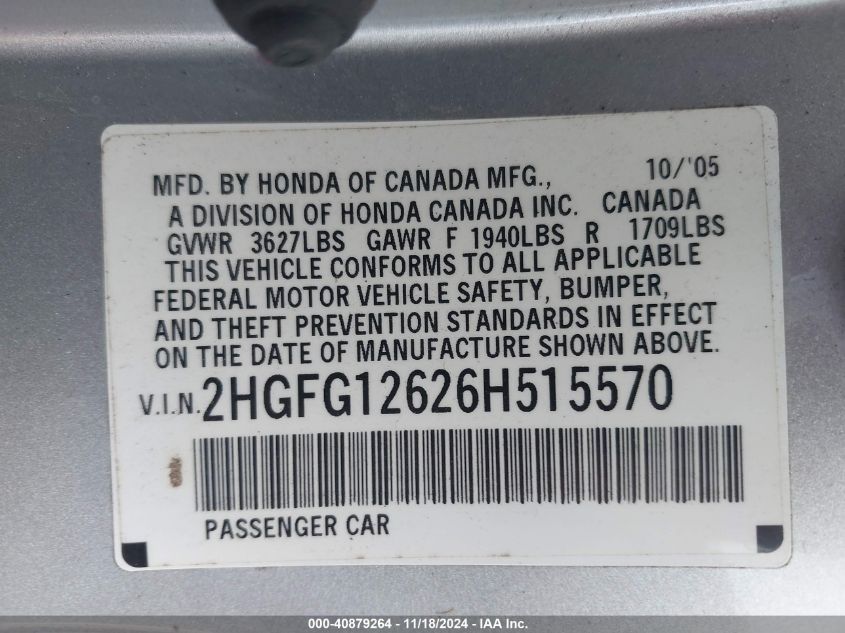 MFD. BY HONDA OF CANADA MFG., 10/'05
A DIVISION OF HONDA CANADA INC. CANADA
GVWR 3627LBS GAWR F 1940LBS R 1709LBS
THIS VEHICLE CONFORMS TO ALL APPLICABLE
FEDERAL MOTOR VEHICLE SAFETY, BUMPER,
AND THEFT PREVENTION STANDARDS IN EFFECT
ON THE DATE OF MANUFACTURE SHOWN ABOVE.
V.I.N. 2HGFG12626H515570
PASSENGER CAR
000-40879264 - 11/18/2024 - IAA Inc.